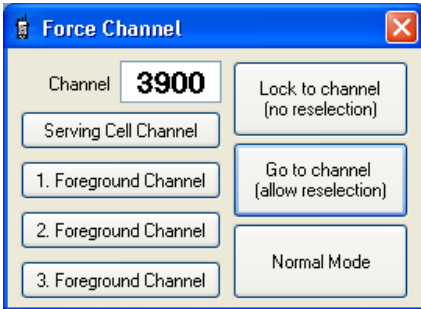 Force Channel
Channel 3900
Serving Cell Channel
1. Foreground Channel
2. Foreground Channel
3. Foreground Channel
Lock to channel
(no reselection)
Go to channel
(allow reselection)
Normal Mode